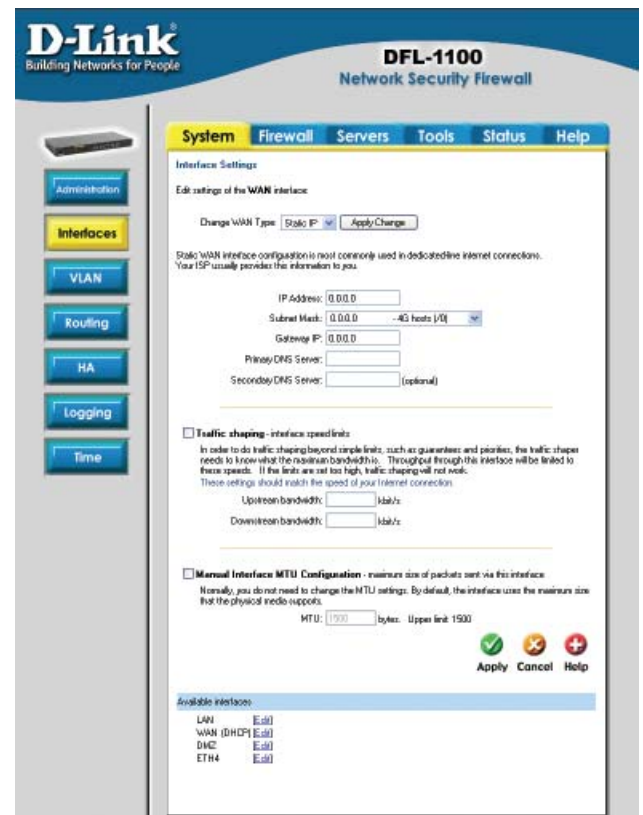 D-Link
Building Networks for People
DFL-1100
Network Security Firewall
System Firewall Servers Tools Status Help
Administration
Interfaces
VLAN
Routing
HA
Logging
Time
Interface Settings
Edit settings of the WAN interface
Change WAN Type: Static IP Apply Change
Static WAN interface configuration is most commonly used in dedicated-line internet connections.
Your ISP usually provides this information to you.
IP Address: 0.0.0.0
Subnet Mask: 0.0.0.0 - 4G hosts (/0)
Gateway IP: 0.0.0.0
Primary DNS Server:
Secondary DNS Server: (optional)
Traffic shaping - interface speed limits
In order to do traffic shaping beyond simple limits, such as guarantees and priorities, the traffic shaper
needs to know what the maximum bandwidth is. Throughput through this interface will be limited to
these speeds. If the limits are set too high, traffic shaping will not work.
These settings should match the speed of your Internet connection.
Upstream bandwidth: kbit/s
Downstream bandwidth: kbit/s
Manual Interface MTU Configuration - maximum size of packets sent via this interface
Normally, you do not need to change the MTU settings. By default, the interface uses the maximum size
that the physical media supports.
MTU: 1500 bytes. Upper limit 1500
Apply Cancel Help
Available interfaces
LAN [Edit]
WAN (DHCP) [Edit]
DMZ [Edit]
ETH4 [Edit]